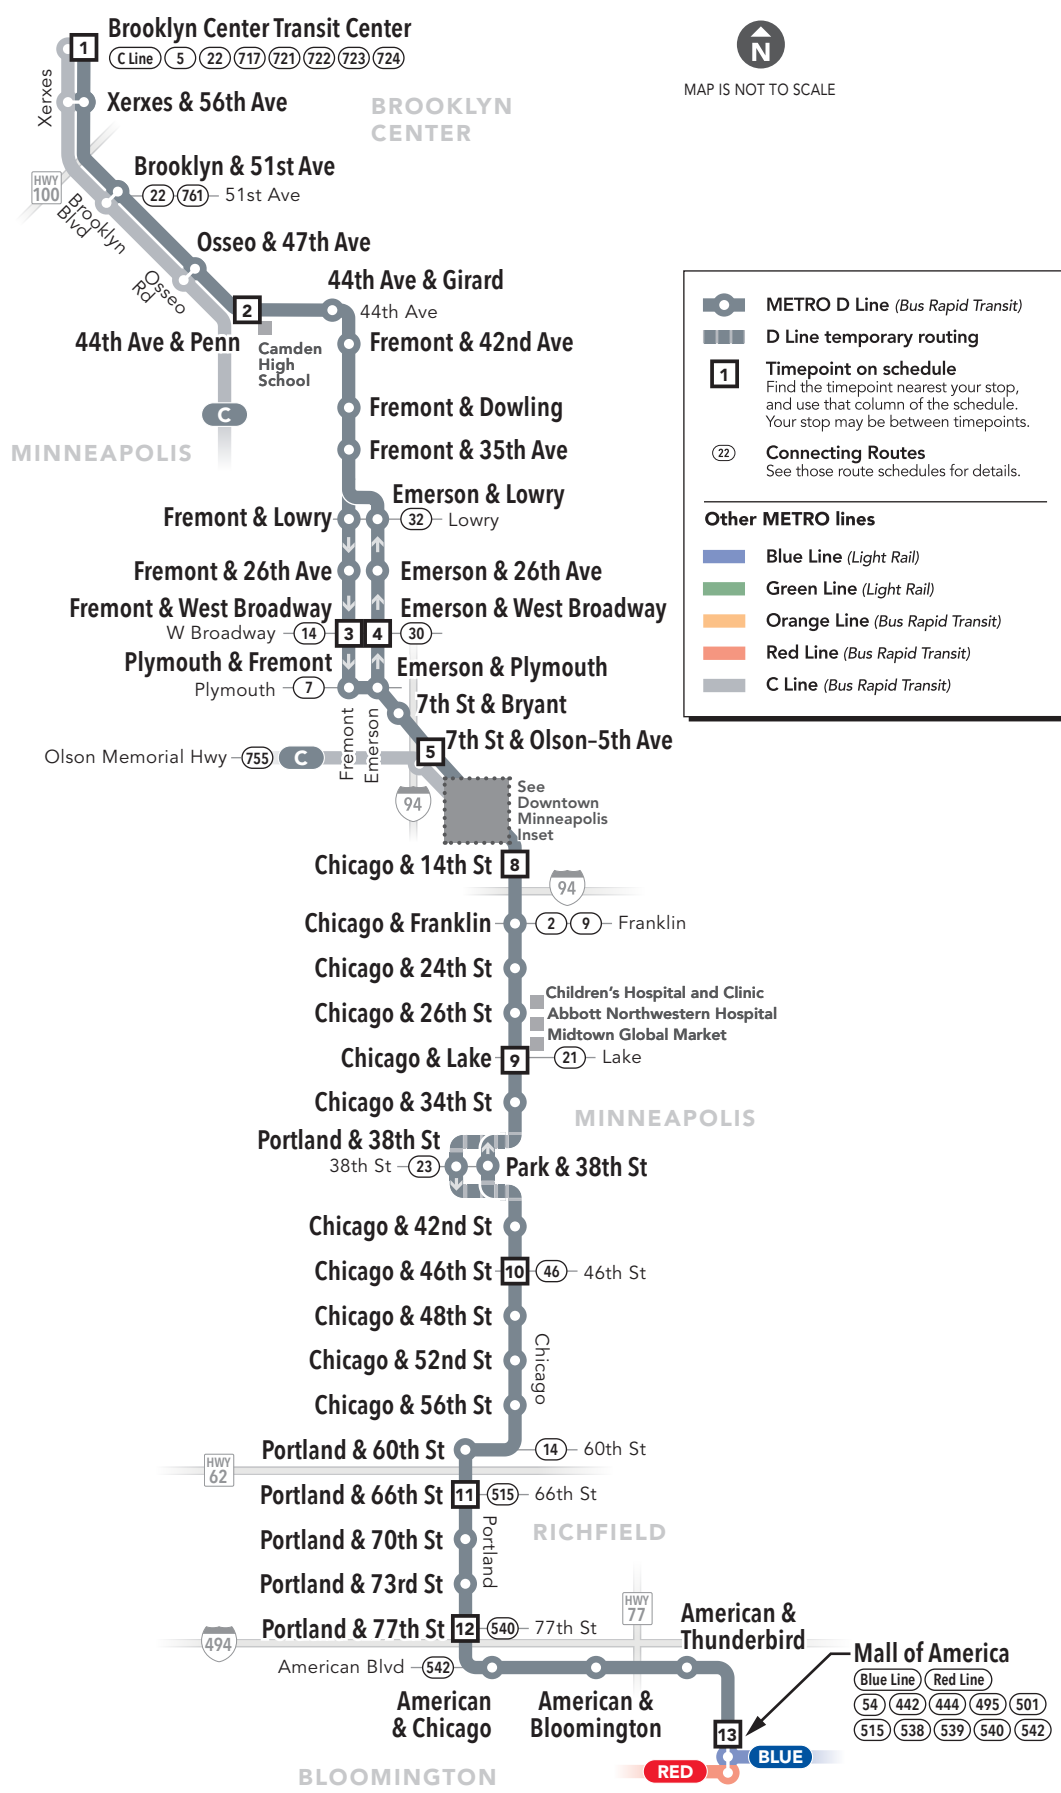 Brooklyn Center Transit Center
1
C Line 5 22 717 721 722 723 724
N
MAP IS NOT TO SCALE
Xerxes
Xerxes & 56th Ave
BROOKLYN
CENTER
Brooklyn & 51st Ave
HWY
100
22 761 51st Ave
Brooklyn
Blvd
Osseo & 47th Ave
Osseo
Rd
44th Ave & Girard
2
44th Ave
44th Ave & Penn
Camden
High
School
Fremont & 42nd Ave
C
Fremont & Dowling
MINNEAPOLIS
Fremont & 35th Ave
Emerson & Lowry
Fremont & Lowry
32 Lowry
Fremont & 26th Ave
Emerson & 26th Ave
Fremont & West Broadway
Emerson & West Broadway
W Broadway 14 3 4 30
Plymouth & Fremont
Emerson & Plymouth
Plymouth 7
7th St & Bryant
Fremont
Emerson
7th St & Olson–5th Ave
5
Olson Memorial Hwy 755 C
94
See
Downtown
Minneapolis
Inset
Chicago & 14th St 8
94
Chicago & Franklin 2 9 Franklin
Chicago & 24th St
Chicago & 26th St
Children's Hospital and Clinic
Abbott Northwestern Hospital
Midtown Global Market
Chicago & Lake 9 21 Lake
Chicago & 34th St
MINNEAPOLIS
Portland & 38th St
38th St 23
Park & 38th St
Chicago & 42nd St
Chicago & 46th St 10 46 46th St
Chicago & 48th St
Chicago
Chicago & 52nd St
Chicago & 56th St
Portland & 60th St 14 60th St
HWY
62
Portland & 66th St 11 515 66th St
Portland
RICHFIELD
Portland & 70th St
Portland & 73rd St
HWY
77
Portland & 77th St 12 540 77th St
494
American &
Thunderbird
American Blvd 542
American
& Chicago
American &
Bloomington
Mall of America
Blue Line Red Line
54 442 444 495 501
515 538 539 540 542
13
BLUE
RED
BLOOMINGTON
METRO D Line (Bus Rapid Transit)
D Line temporary routing
1
Timepoint on schedule
Find the timepoint nearest your stop,
and use that column of the schedule.
Your stop may be between timepoints.
22
Connecting Routes
See those route schedules for details.
Other METRO lines
Blue Line (Light Rail)
Green Line (Light Rail)
Orange Line (Bus Rapid Transit)
Red Line (Bus Rapid Transit)
C Line (Bus Rapid Transit)